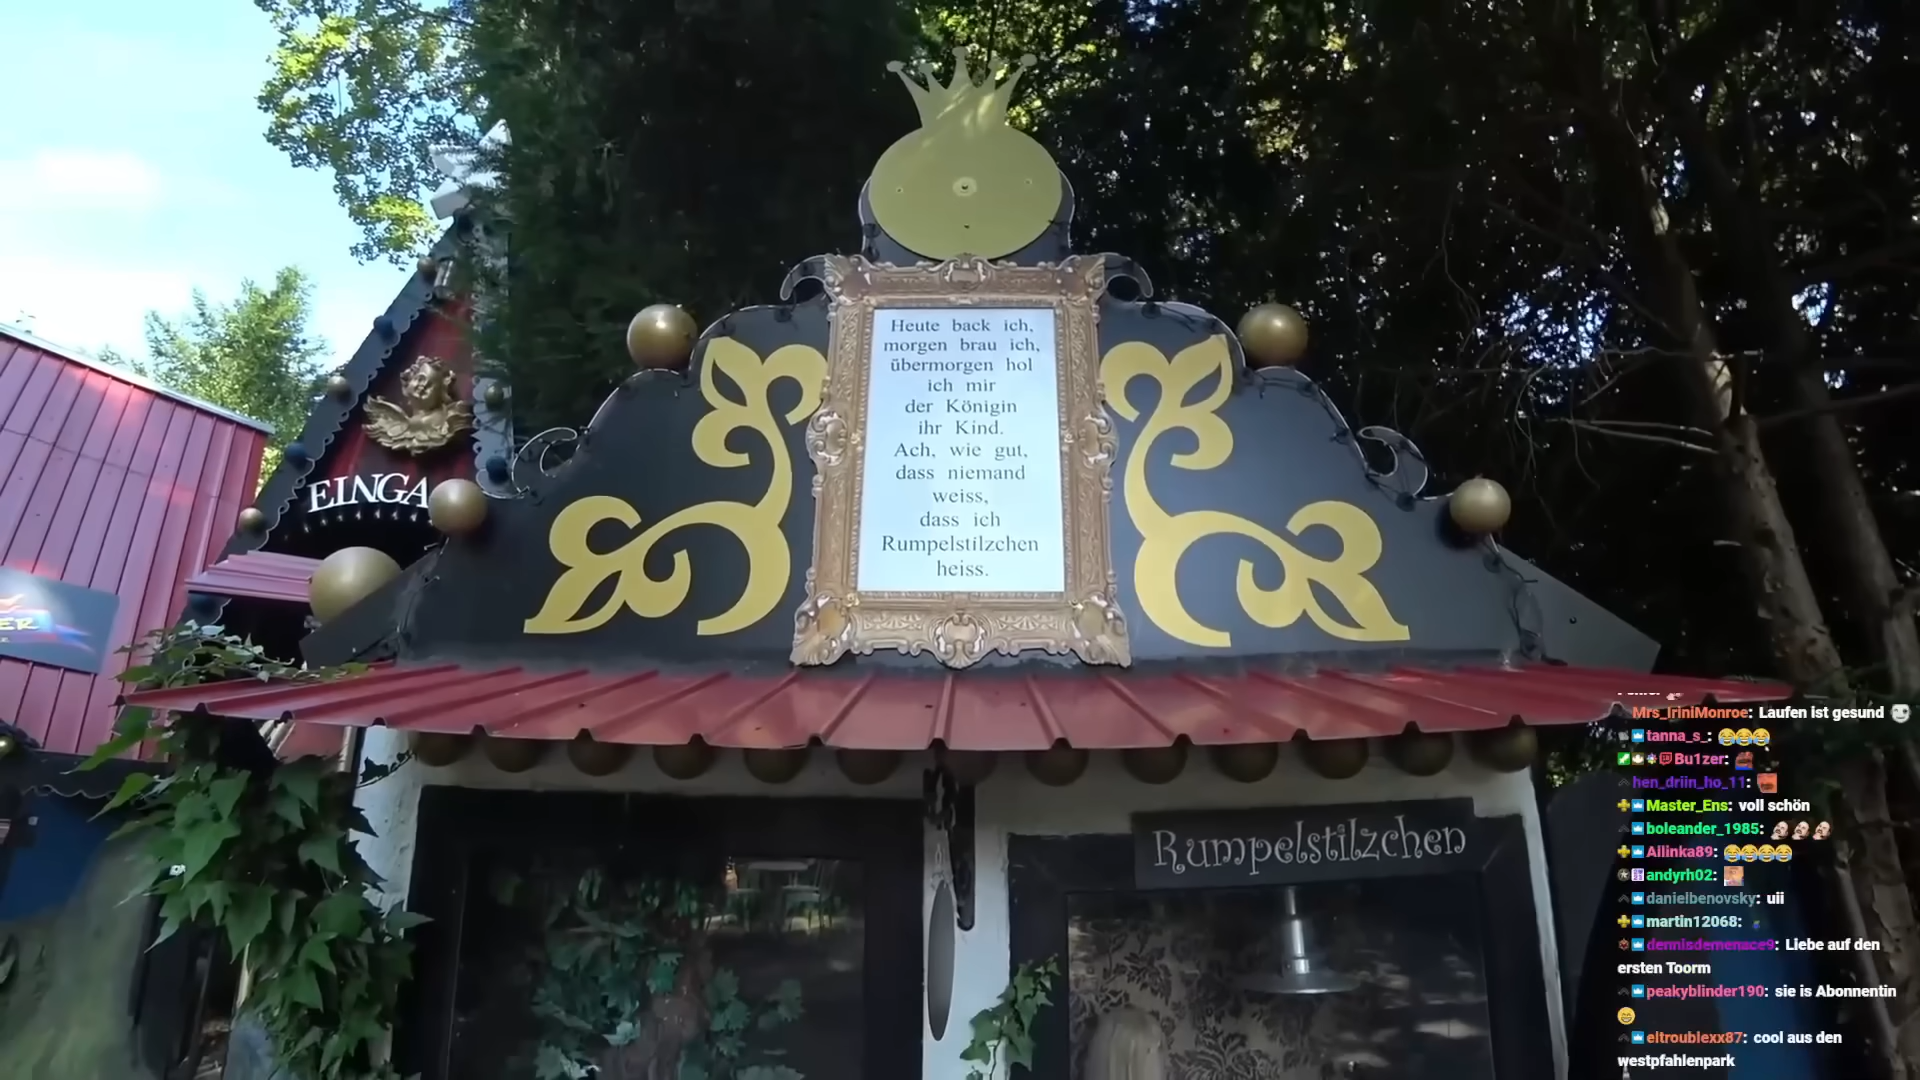 EINGA
Heute back ich,
morgen brau ich,
übermorgen hol
ich mir
der Königin
ihr Kind.
Ach, wie gut,
dass niemand
weiss,
dass ich
Rumpelstilzchen
heiss.
ER
Rumpelstilzchen
Mrs_IriniMonroe: Laufen ist gesund
tanna_s_: 😂😂😂
Bu1zer:
hen_driin_ho_11:
Master_Ens: voll schön
boleander_1985:
Ailinka89: 😂😂😂😂
andyrh02:
danielbenovsky: uii
martin12068:
dennisdemenace9: Liebe auf den
ersten Toorm
peakyblinder190: sie is Abonnentin
😄
eltroublexx87: cool aus den
westpfahlenpark